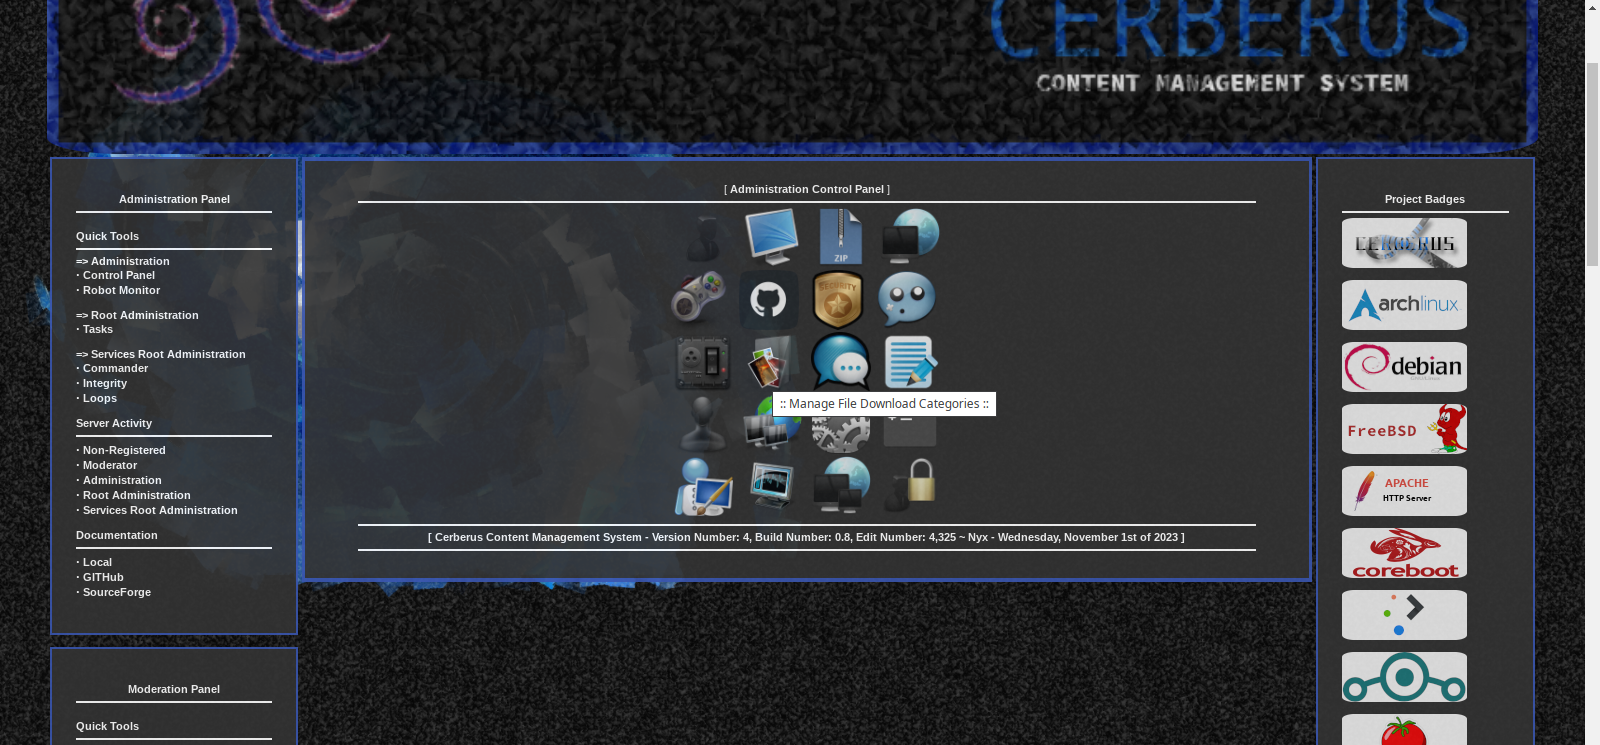 CERBERUS
CONTENT MANAGEMENT SYSTEM
Administration Panel
Quick Tools
=> Administration
· Control Panel
· Robot Monitor
=> Root Administration
· Tasks
=> Services Root Administration
· Commander
· Integrity
· Loops
Server Activity
· Non-Registered
· Moderator
· Administration
· Root Administration
· Services Root Administration
Documentation
· Local
· GITHub
· SourceForge
Moderation Panel
Quick Tools
[ Administration Control Panel ]
ZIP
SECURITY
:: Manage File Download Categories ::
[ Cerberus Content Management System - Version Number: 4, Build Number: 0.8, Edit Number: 4,325 ~ Nyx - Wednesday, November 1st of 2023 ]
Project Badges
CERBERUS
archlinux
debian
FreeBSD
APACHE
HTTP Server
coreboot